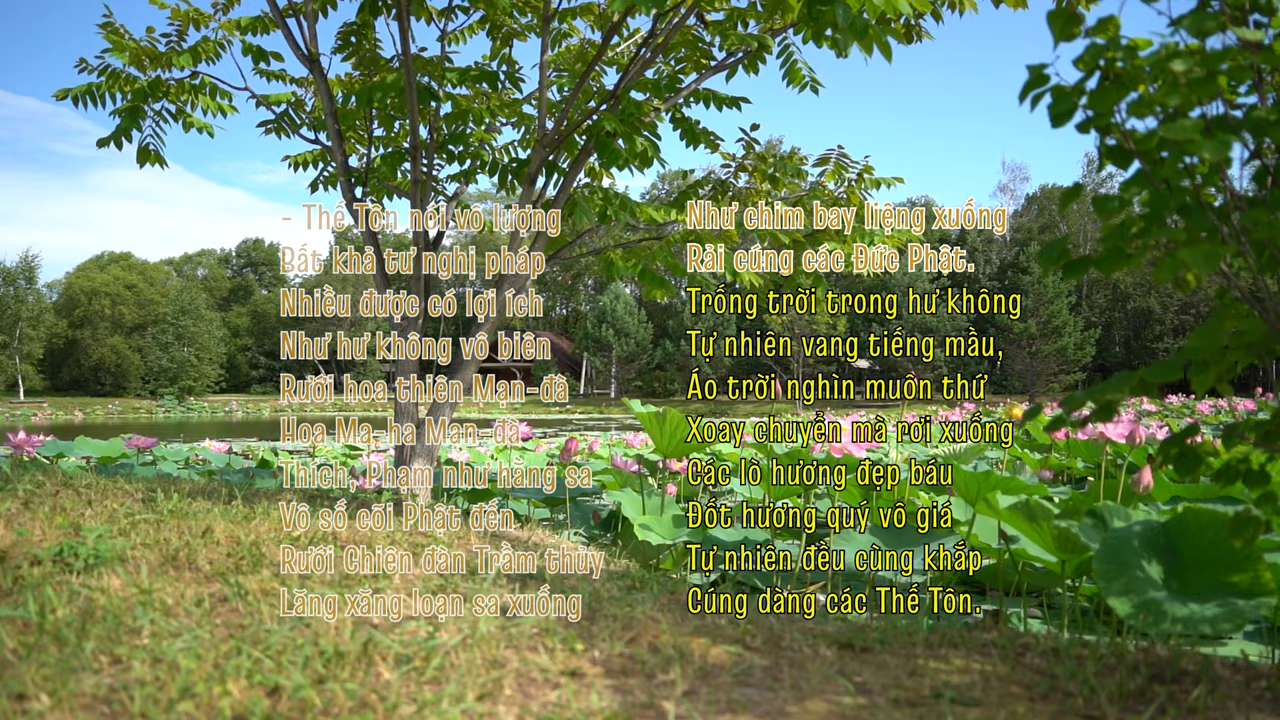 - Thế Tôn nói vô lượng
Bất khả tư nghị pháp
Nhiều được có lợi ích
Như hư không vô biên
Rưới hoa thiên Mạn-đà
Hoa Ma-ha Mạn-đà
Thích, Phạm như hằng sa
Vô số cõi Phật đến
Rưới Chiên đàn Trầm thủy
Lăng xăng loạn sa xuống
Như chim bay liệng xuống
Rải cúng các Đức Phật.
Trống trời trong hư không
Tự nhiên vang tiếng mầu,
Áo trời nghìn muôn thứ
Xoay chuyển mà rơi xuống
Các lò hương đẹp báu
Đốt hương quý vô giá
Tự nhiên đều cùng khắp
Cúng dàng các Thế Tôn.